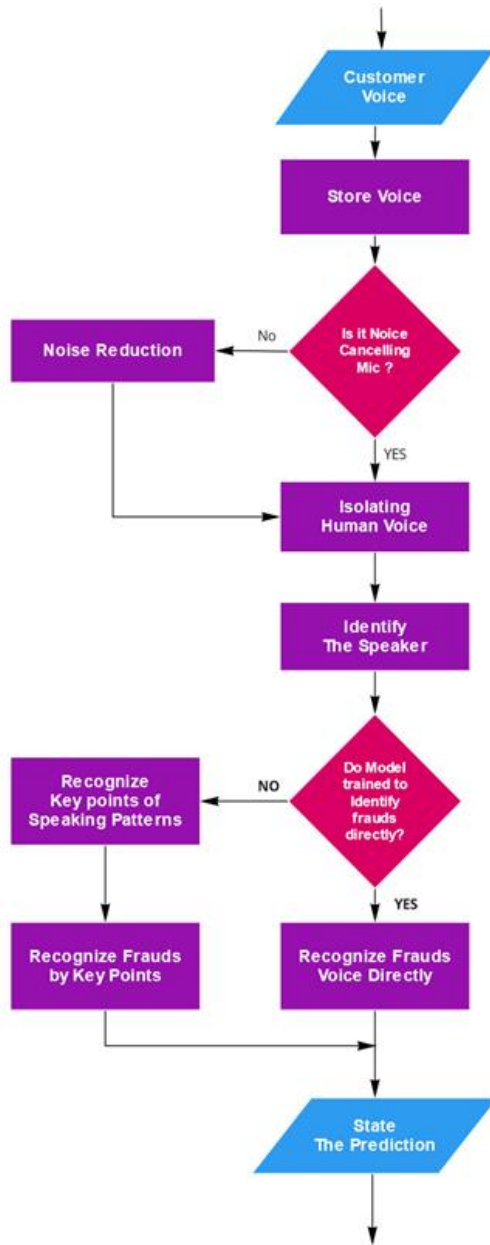 Customer
Voice
Store Voice
Is it Noice
Cancelling
Mic ?
No
Noise Reduction
YES
Isolating
Human Voice
Identify
The Speaker
Do Model
trained to
Identify
frauds
directly?
NO
Recognize
Key points of
Speaking Patterns
YES
Recognize Frauds
by Key Points
Recognize Frauds
Voice Directly
State
The Prediction